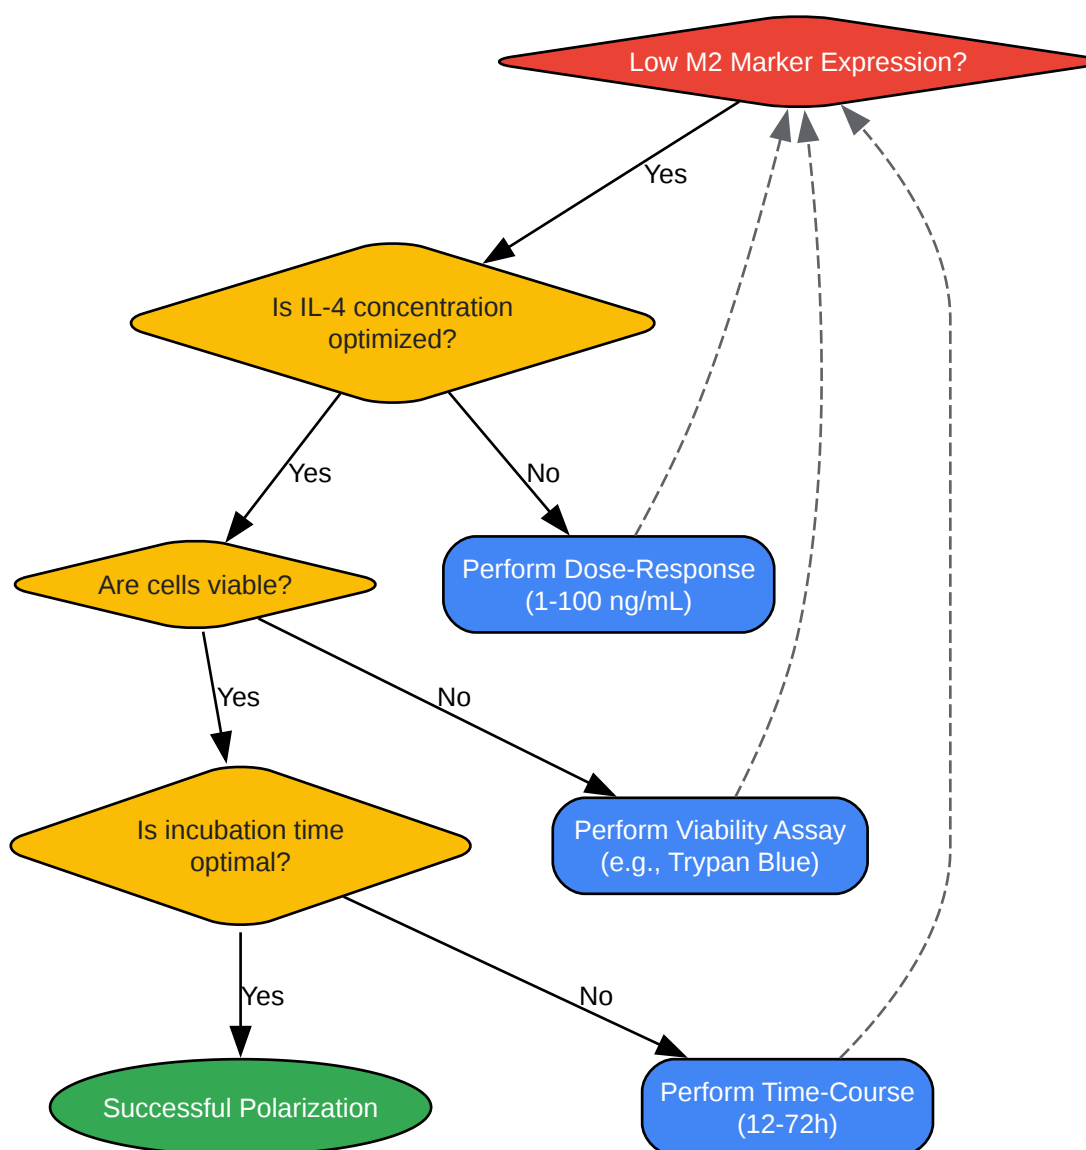 Low M2 Marker Expression?
Yes
Is IL-4 concentration
optimized?
Yes
No
Are cells viable?
Perform Dose-Response
(1-100 ng/mL)
Yes
No
Is incubation time
optimal?
Perform Viability Assay
(e.g., Trypan Blue)
Yes
No
Successful Polarization
Perform Time-Course
(12-72h)